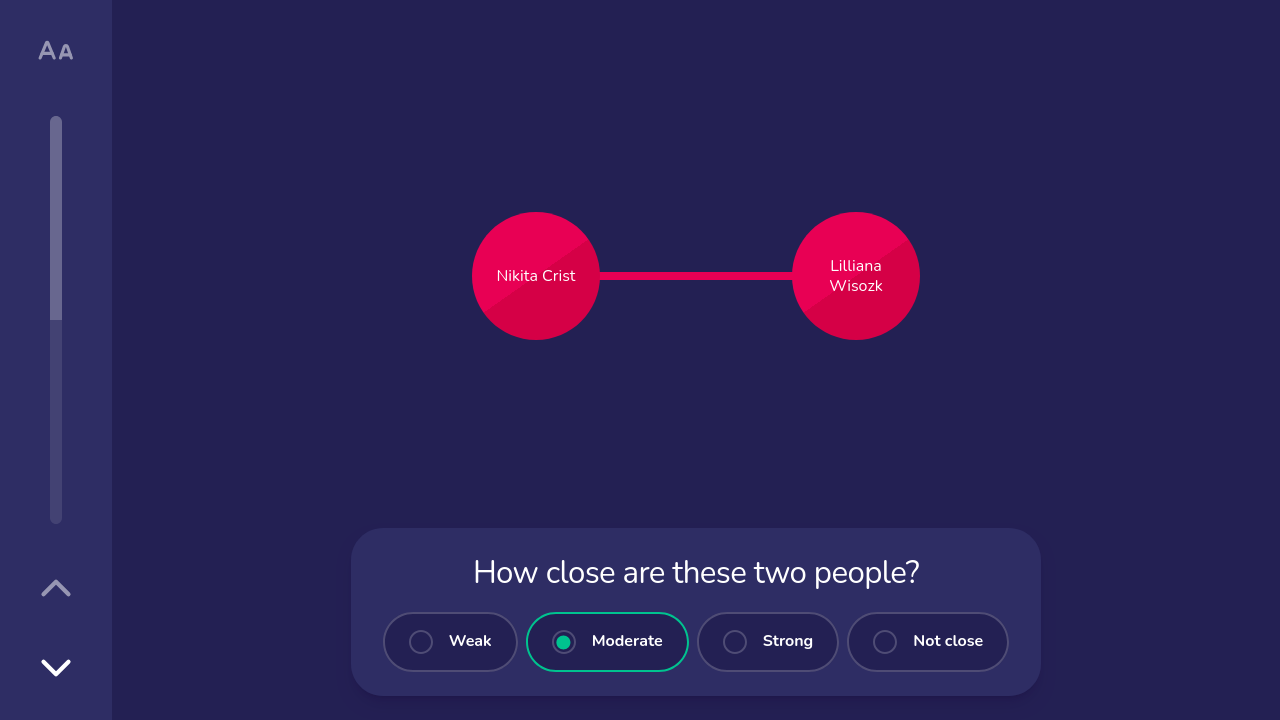 AA
Nikita Crist
Lilliana
Wisozk
How close are these two people?
Weak
Moderate
Strong
Not close